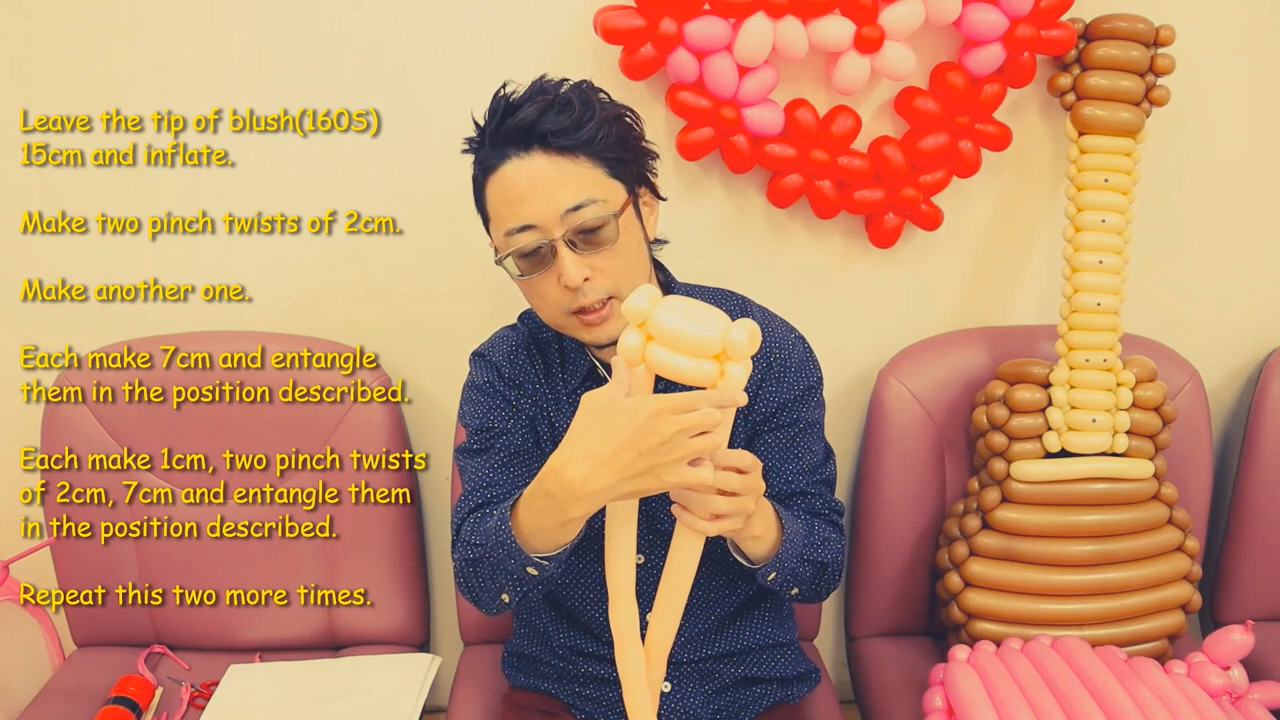 Leave the tip of blush(160S)
15cm and inflate.
Make two pinch twists of 2cm.
Make another one.
Each make 7cm and entangle
them in the position described.
Each make 1cm, two pinch twists
of 2cm, 7cm and entangle them
in the position described.
Repeat this two more times.